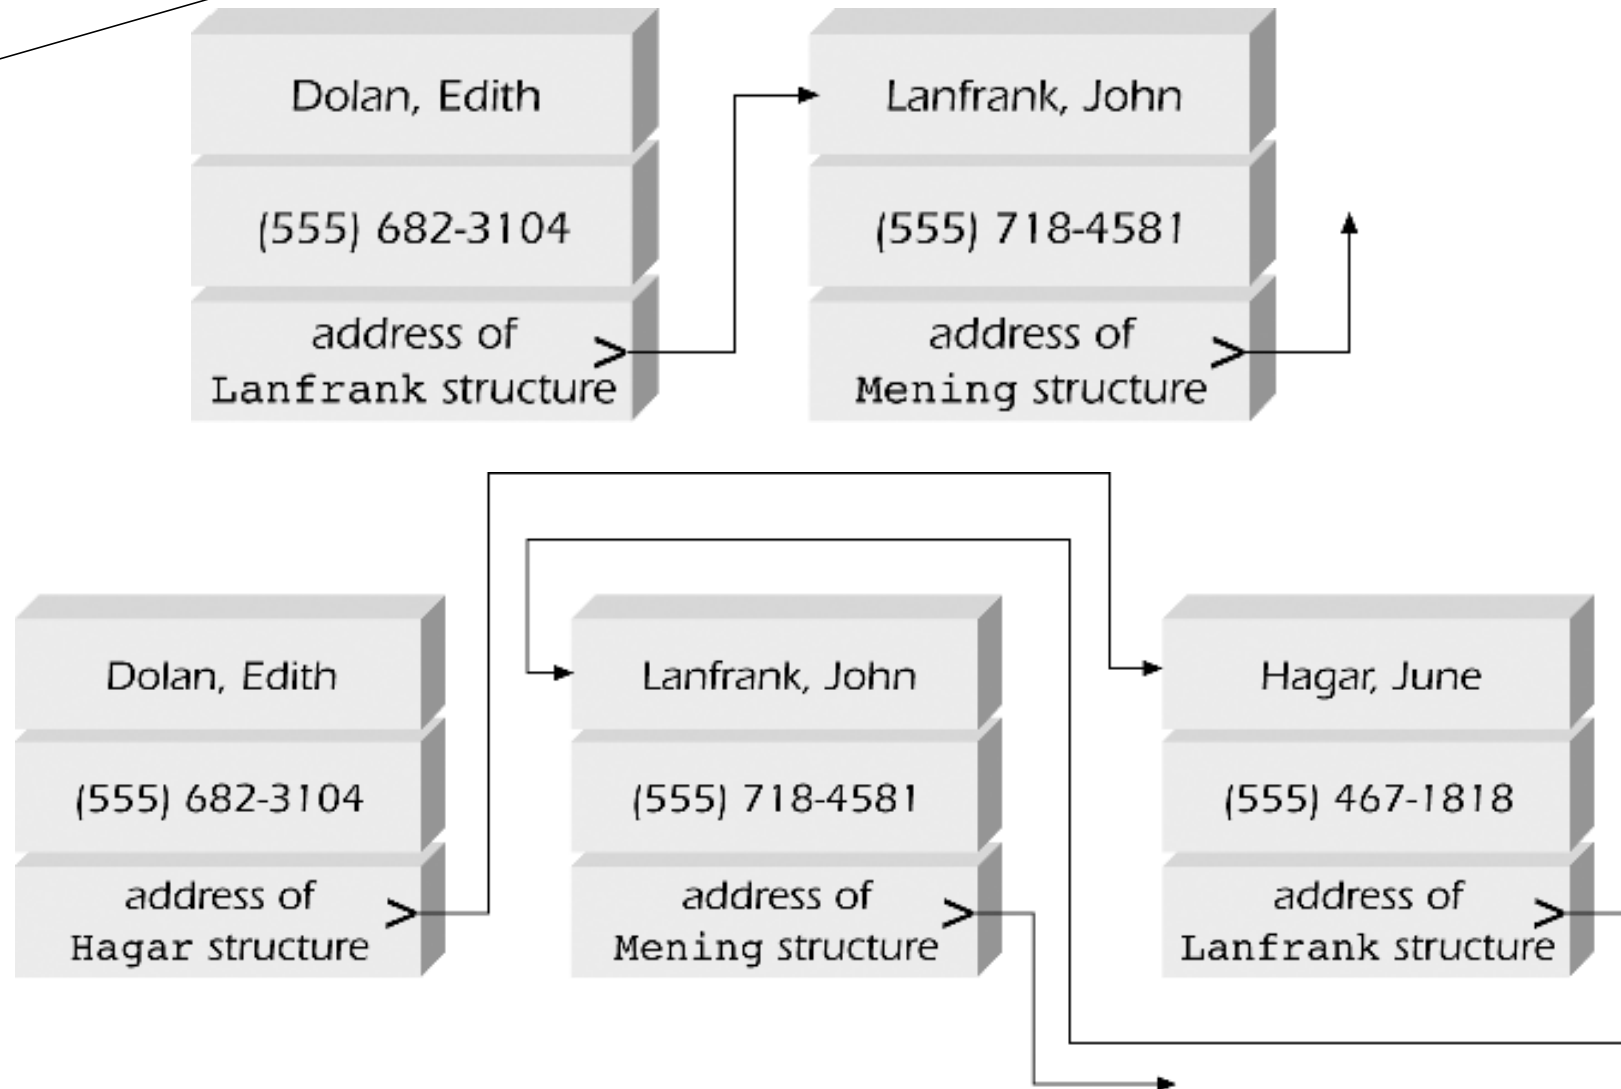 Dolan, Edith
(555) 682-3104
address of
Lanfrank structure
Lanfrank, John
(555) 718-4581
address of
Mening structure
Dolan, Edith
(555) 682-3104
address of
Hagar structure
Lanfrank, John
(555) 718-4581
address of
Mening structure
Hagar, June
(555) 467-1818
address of
Lanfrank structure